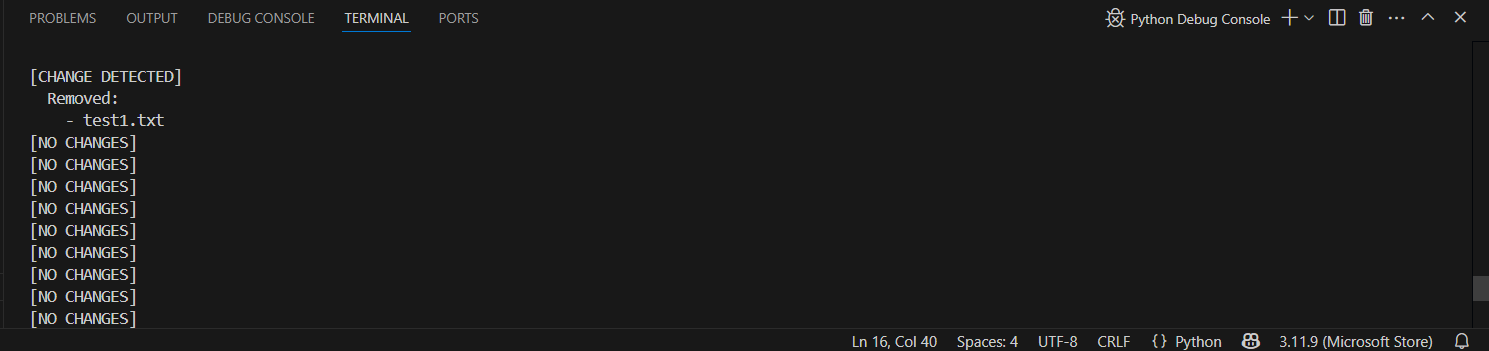 PROBLEMS OUTPUT DEBUG CONSOLE TERMINAL PORTS Python Debug Console
[CHANGE DETECTED]
  Removed:
    - test1.txt
[NO CHANGES]
[NO CHANGES]
[NO CHANGES]
[NO CHANGES]
[NO CHANGES]
[NO CHANGES]
[NO CHANGES]
[NO CHANGES]
[NO CHANGES]
Ln 16, Col 40 Spaces: 4 UTF-8 CRLF {} Python 3.11.9 (Microsoft Store)